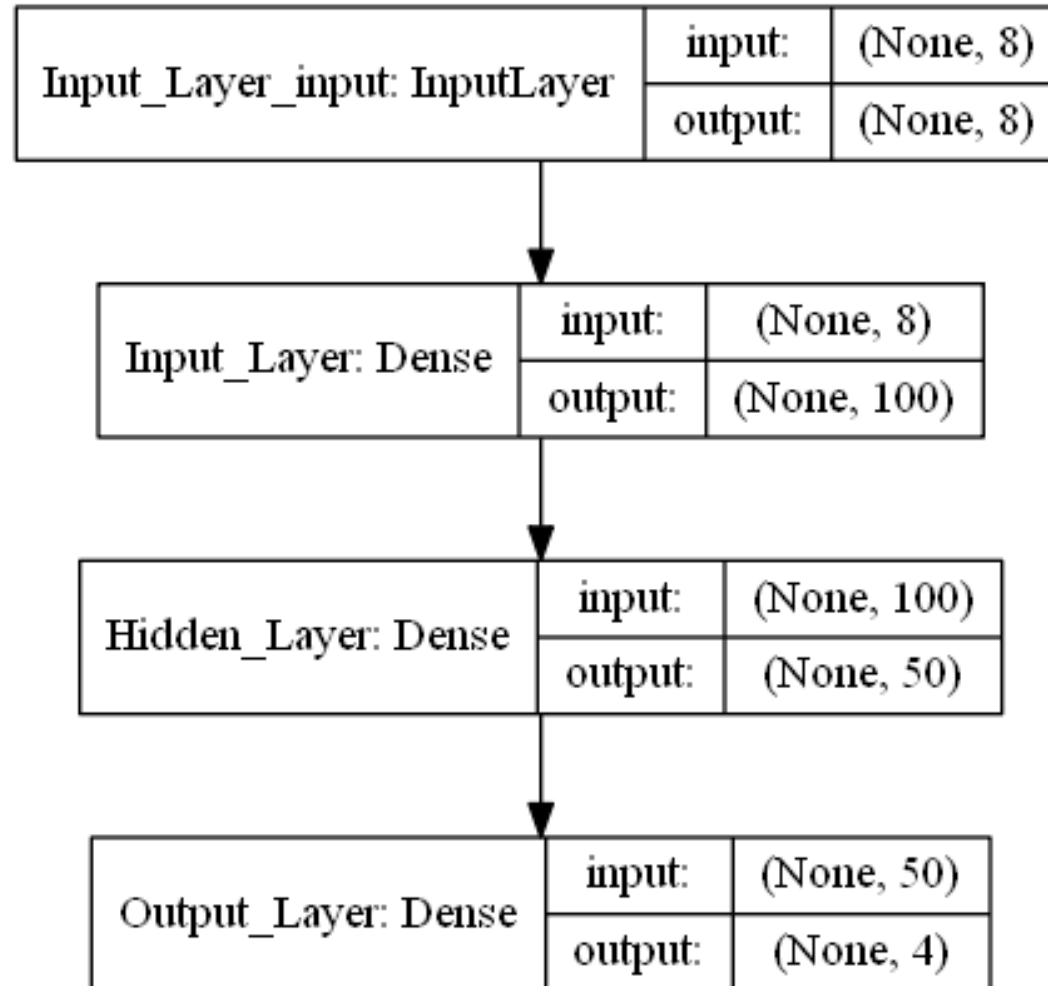 Input_Layer_input: InputLayer
input: (None, 8)
output: (None, 8)
Input_Layer: Dense
input: (None, 8)
output: (None, 100)
Hidden_Layer: Dense
input: (None, 100)
output: (None, 50)
Output_Layer: Dense
input: (None, 50)
output: (None, 4)